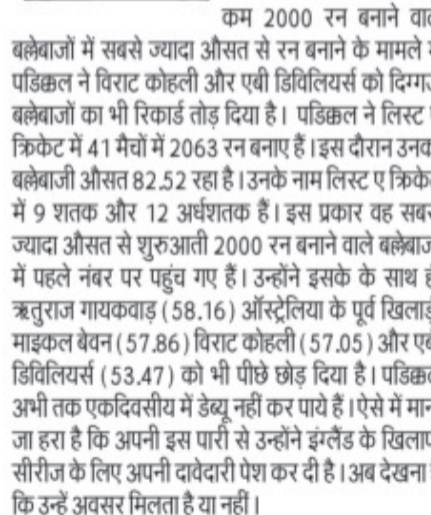 कम 2000 रन बनाने वाल
बल्लेबाजों में सबसे ज्यादा औसत से रन बनाने के मामले
पडिक्कल ने विराट कोहली और एबी डिविलियर्स को दिग्गज
बल्लेबाजों का भी रिकार्ड तोड़ दिया है। पडिक्कल ने लिस्ट
क्रिकेट में 41 मैचों में 2063 रन बनाए हैं। इस दौरान उनक
बल्लेबाजी औसत 82.52 रहा है। उनके नाम लिस्ट ए क्रिके
में 9 शतक और 12 अर्धशतक हैं। इस प्रकार वह सबस
ज्यादा औसत से शुरुआती 2000 रन बनाने वाले बल्लेबाज
में पहले नंबर पर पहुंच गए हैं। उन्होंने इसके के साथ ह
ऋतुराज गायकवाड़ (58.16) ऑस्ट्रेलिया के पूर्व खिलाड़
माइकल बेवन (57.86) विराट कोहली (57.05) और एब
डिविलियर्स (53.47) को भी पीछे छोड़ दिया है। पडिक्क
अभी तक एकदिवसीय में डेब्यू नहीं कर पाये हैं। ऐसे में मान
जा हरा है कि अपनी इस पारी से उन्होंने इंग्लैंड के खिलाप
सीरीज के लिए अपनी दावेदारी पेश कर दी है। अब देखना
कि उन्हें अवसर मिलता है या नहीं।